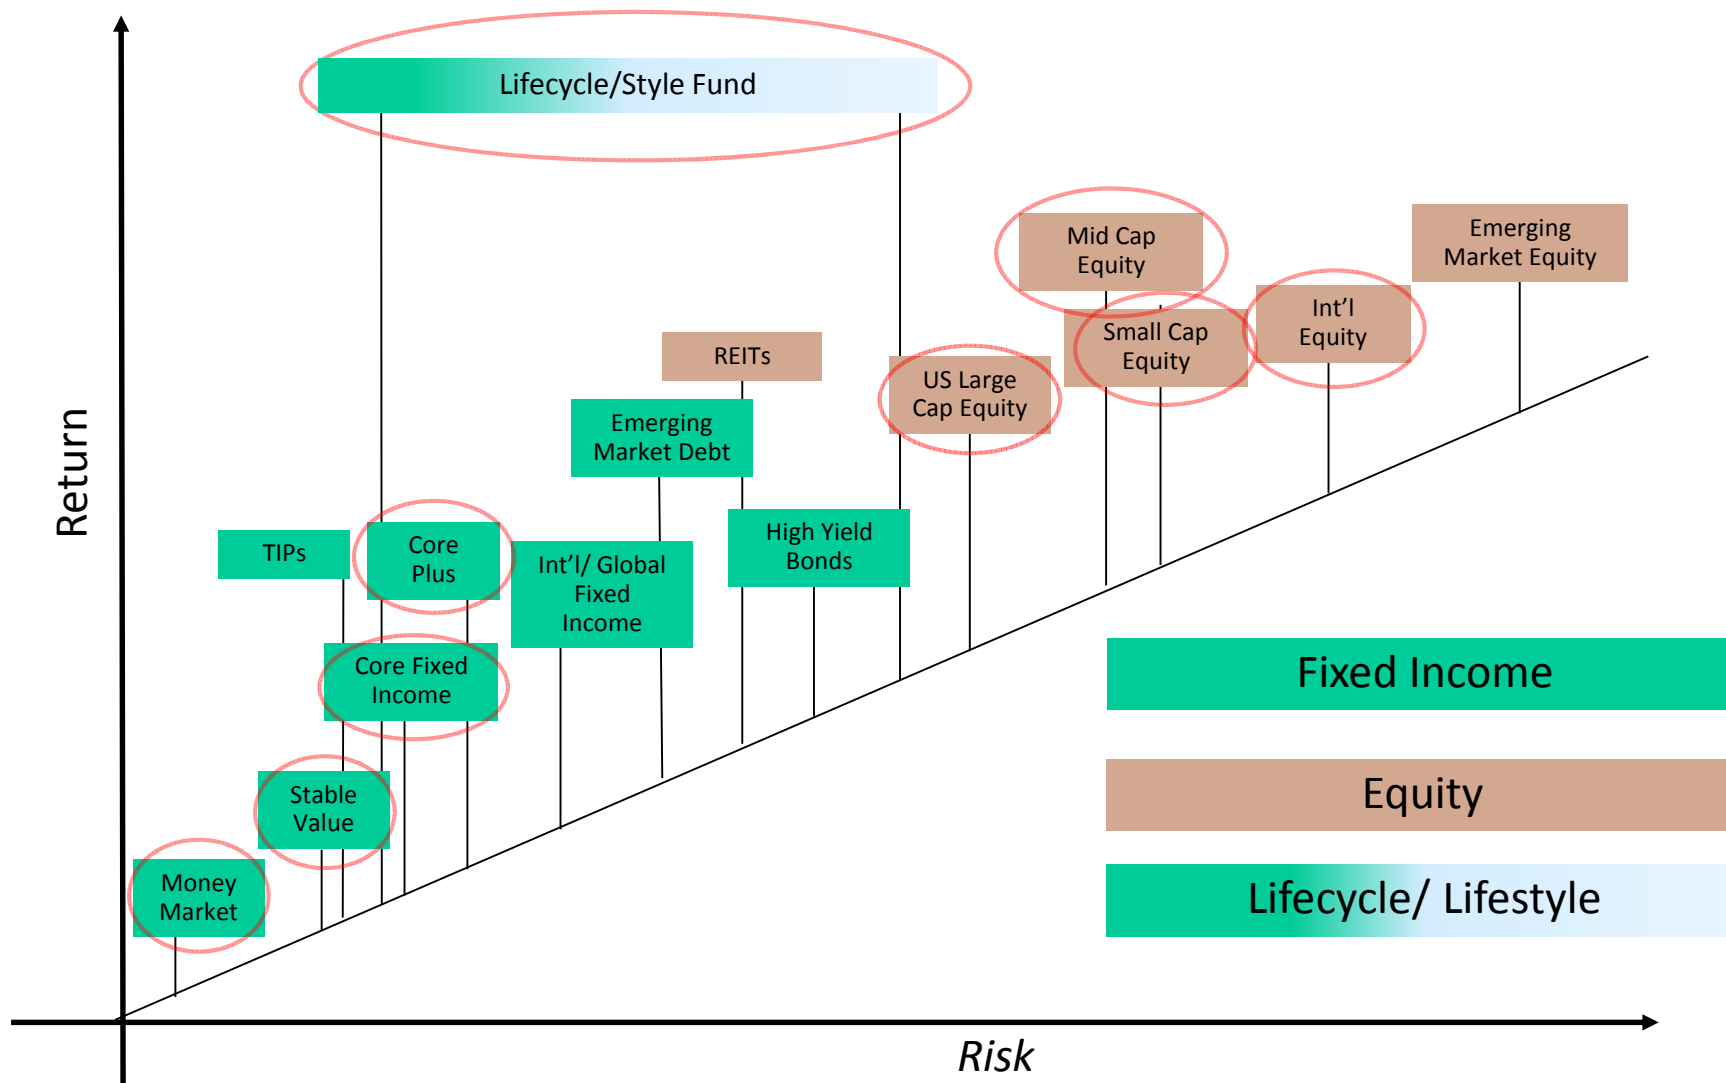 Lifecycle/Style Fund
Mid Cap
Equity
Emerging
Market Equity
Int’l
Equity
Small Cap
Equity
REITs
US Large
Cap Equity
Emerging
Market Debt
High Yield
Bonds
TIPs
Core
Plus
Int’l/ Global
Fixed
Income
Core Fixed
Income
Stable
Value
Money
Market
Return
Risk
Fixed Income
Equity
Lifecycle/ Lifestyle